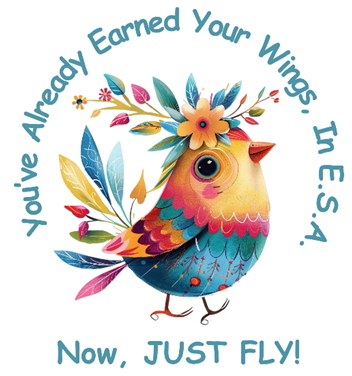 You've Already Earned Your Wings, In E.S.A.
Now, JUST FLY!